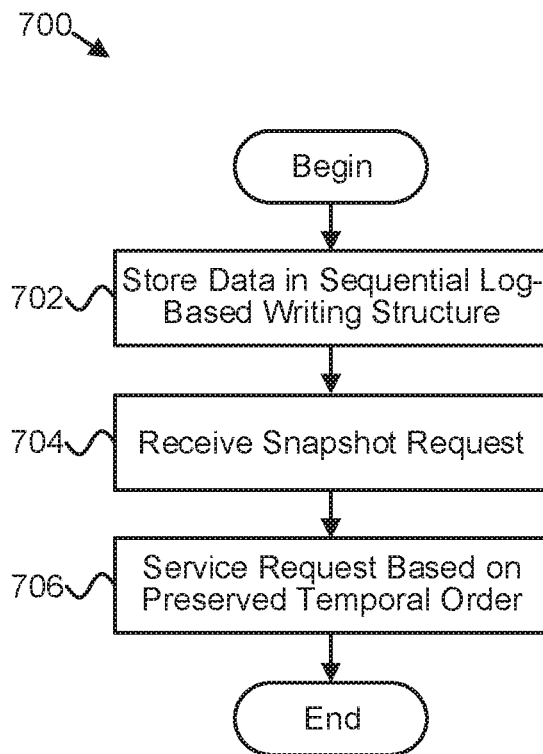 700
Begin
702
Store Data in Sequential Log-
Based Writing Structure
704
Receive Snapshot Request
706
Service Request Based on
Preserved Temporal Order
End